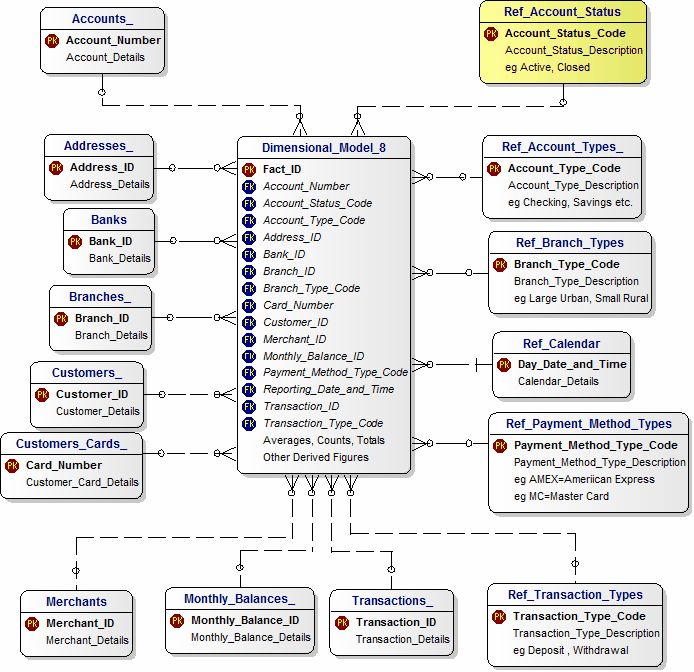 Accounts_
PK Account_Number
Account_Details
Ref_Account_Status
PK Account_Status_Code
Account_Status_Description
eg Active, Closed
Addresses_
PK Address_ID
Address_Details
Banks
PK Bank_ID
Bank_Details
Branches_
PK Branch_ID
Branch_Details
Customers_
PK Customer_ID
Customer_Details
Customers_Cards_
PK Card_Number
Customer_Card_Details
Dimensional_Model_8
PK Fact_ID
FK Account_Number
FK Account_Status_Code
FK Account_Type_Code
FK Address_ID
FK Bank_ID
FK Branch_ID
FK Branch_Type_Code
FK Card_Number
FK Customer_ID
FK Merchant_ID
FK Monthly_Balance_ID
FK Payment_Method_Type_Code
FK Reporting_Date_and_Time
FK Transaction_ID
FK Transaction_Type_Code
Averages, Counts, Totals
Other Derived Figures
Ref_Account_Types_
PK Account_Type_Code
Account_Type_Description
eg Checking, Savings etc.
Ref_Branch_Types
PK Branch_Type_Code
Branch_Type_Description
eg Large Urban, Small Rural
Ref_Calendar
PK Day_Date_and_Time
Calendar_Details
Ref_Payment_Method_Types
PK Payment_Method_Type_Code
Payment_Method_Type_Description
eg AMEX=Ameriican Express
eg MC=Master Card
Merchants
PK Merchant_ID
Merchant_Details
Monthly_Balances_
PK Monthly_Balance_ID
Monthly_Balance_Details
Transactions_
PK Transaction_ID
Transaction_Details
Ref_Transaction_Types
PK Transaction_Type_Code
Transaction_Type_Description
eg Deposit , Withdrawal